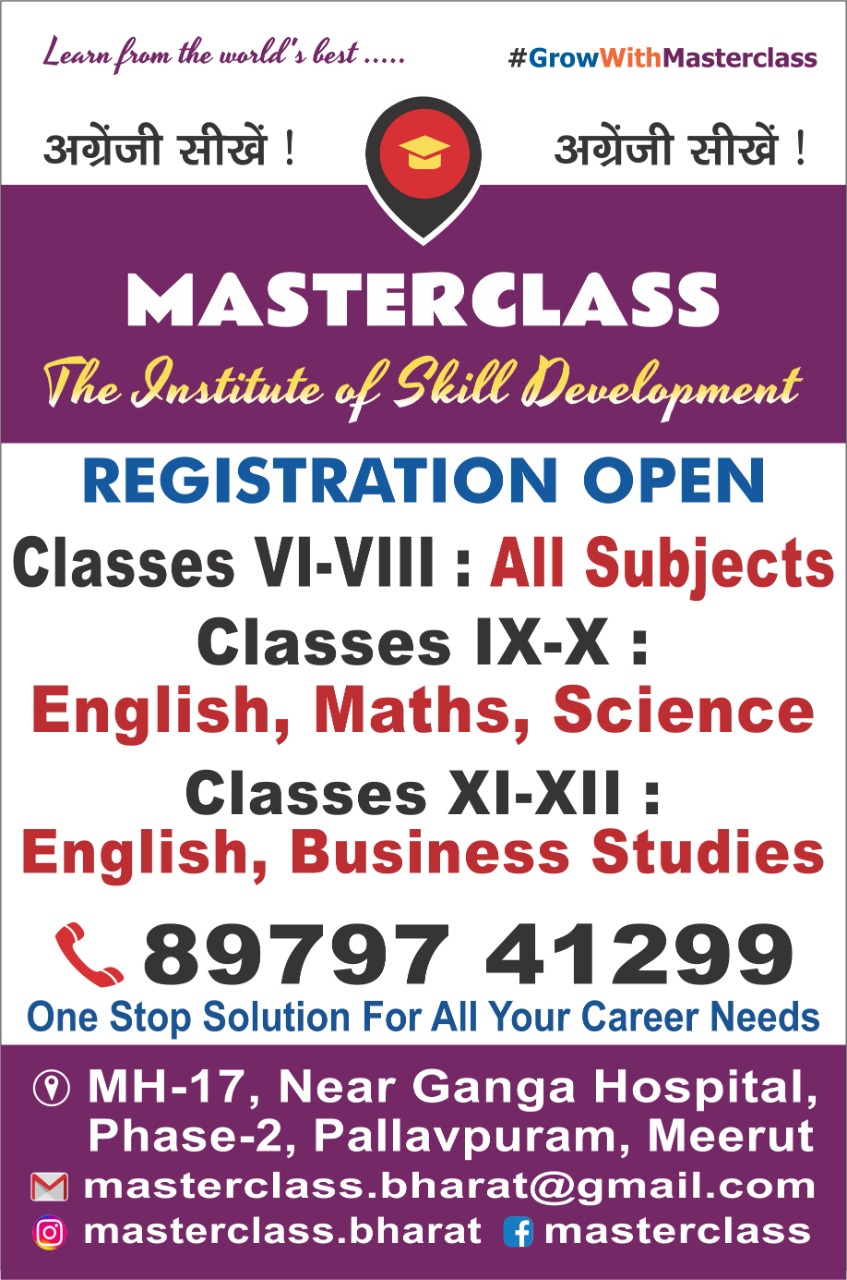 Learn from the world's best .....
#GrowWithMasterclass
अग्रेंजी सीखें !
अग्रेंजी सीखें !
MASTERCLASS
The Institute of Skill Development
REGISTRATION OPEN
Classes VI-VIII : All Subjects
Classes IX-X :
English, Maths, Science
Classes XI-XII :
English, Business Studies
89797 41299
One Stop Solution For All Your Career Needs
MH-17, Near Ganga Hospital,
Phase-2, Pallavpuram, Meerut
masterclass.bharat@gmail.com
masterclass.bharat masterclass